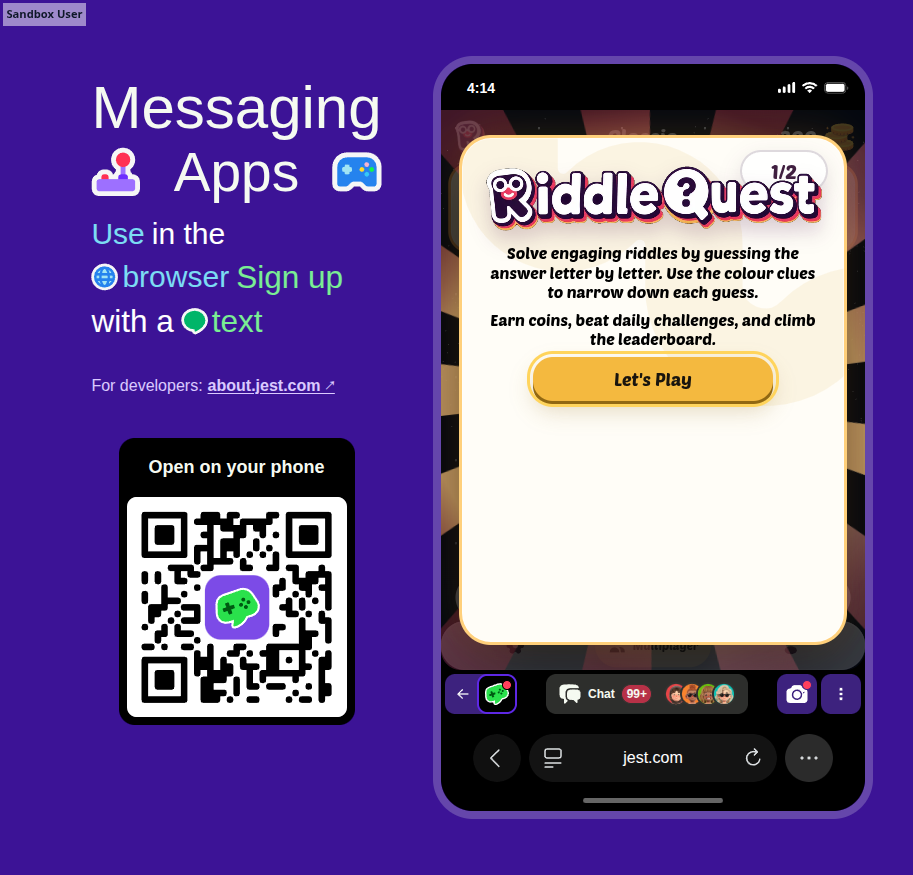 Sandbox User
Messaging
Apps
Use in the
browser Sign up
with a text
For developers: about.jest.com ↗
Open on your phone
4:14
1/2
RiddleQuest
Solve engaging riddles by guessing the
answer letter by letter. Use the colour clues
to narrow down each guess.
Earn coins, beat daily challenges, and climb
the leaderboard.
Let's Play
Multiplayer
Chat 99+
jest.com